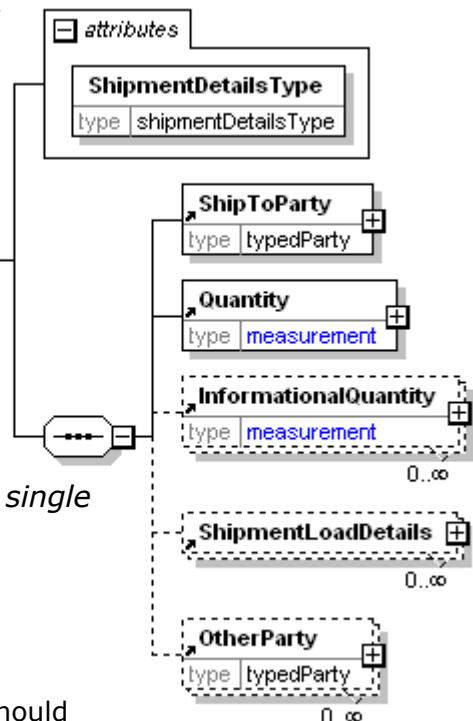 attributes
ShipmentDetailsType
type shipmentDetailsType
ShipToParty
type typedParty
Quantity
type measurement
InformationalQuantity
type measurement
0..∞
single
ShipmentLoadDetails
0..∞
OtherParty
type typedParty
0..∞